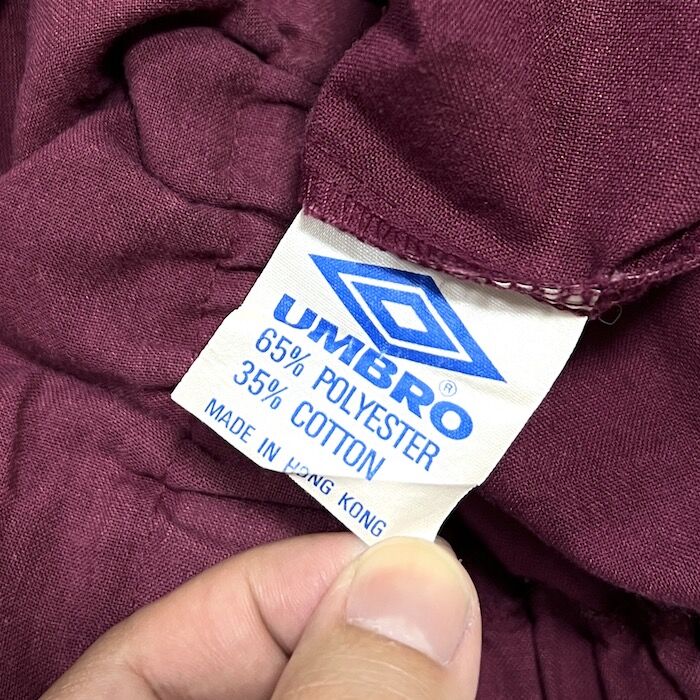 UMBRO®
65% POLYESTER
35% COTTON
MADE IN HONG KONG